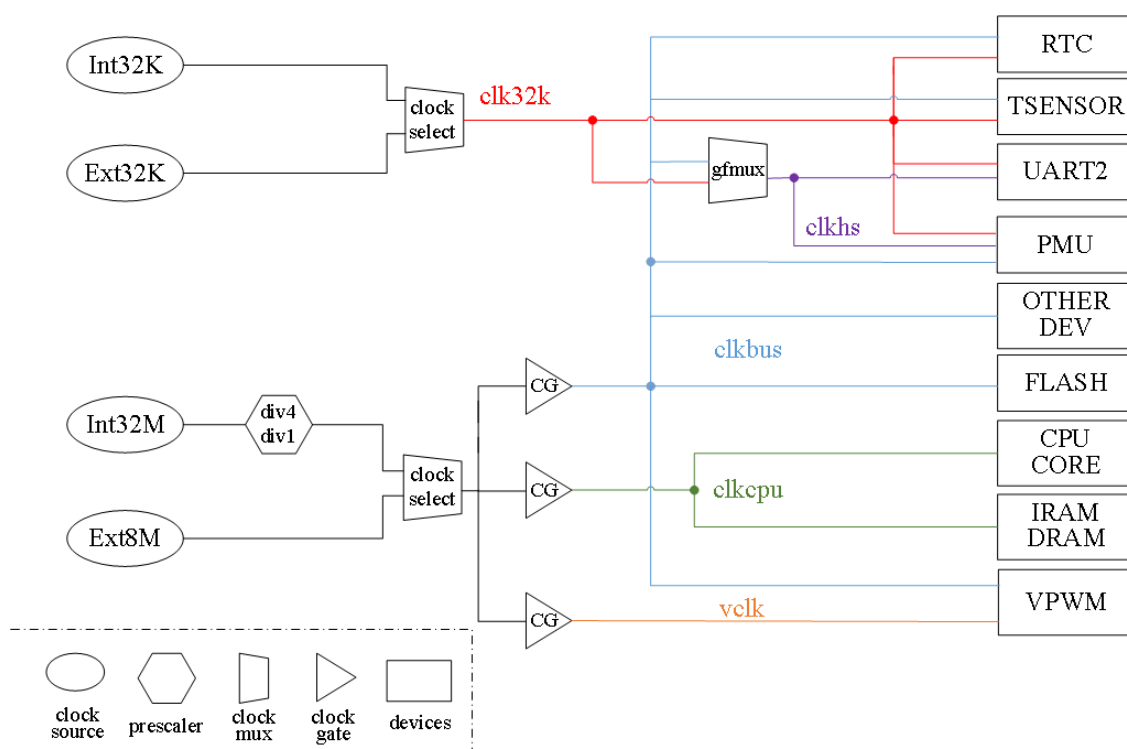 RTC
Int32K
clk32k
clock
select
TSENSOR
Ext32K
gfmux
UART2
clkhs
PMU
OTHER
DEV
clkbus
CG
FLASH
Int32M
div4
div1
CPU
CORE
clock
select
CG
clkcpu
IRAM
DRAM
Ext8M
CG
vclk
VPWM
clock
source
prescaler
clock
mux
clock
gate
devices